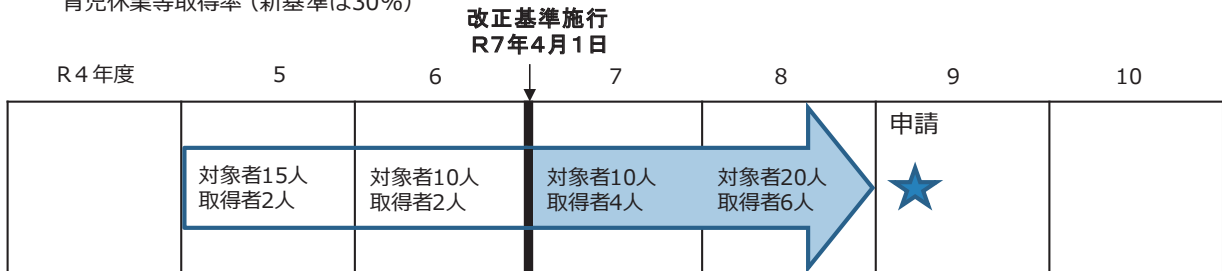 育児休業等取得率（新基準は30％）
改正基準施行
R7年4月1日
R４年度 5 6 7 8 9 10
申請
対象者15人 対象者10人 対象者10人 対象者20人
取得者2人 取得者2人 取得者4人 取得者6人